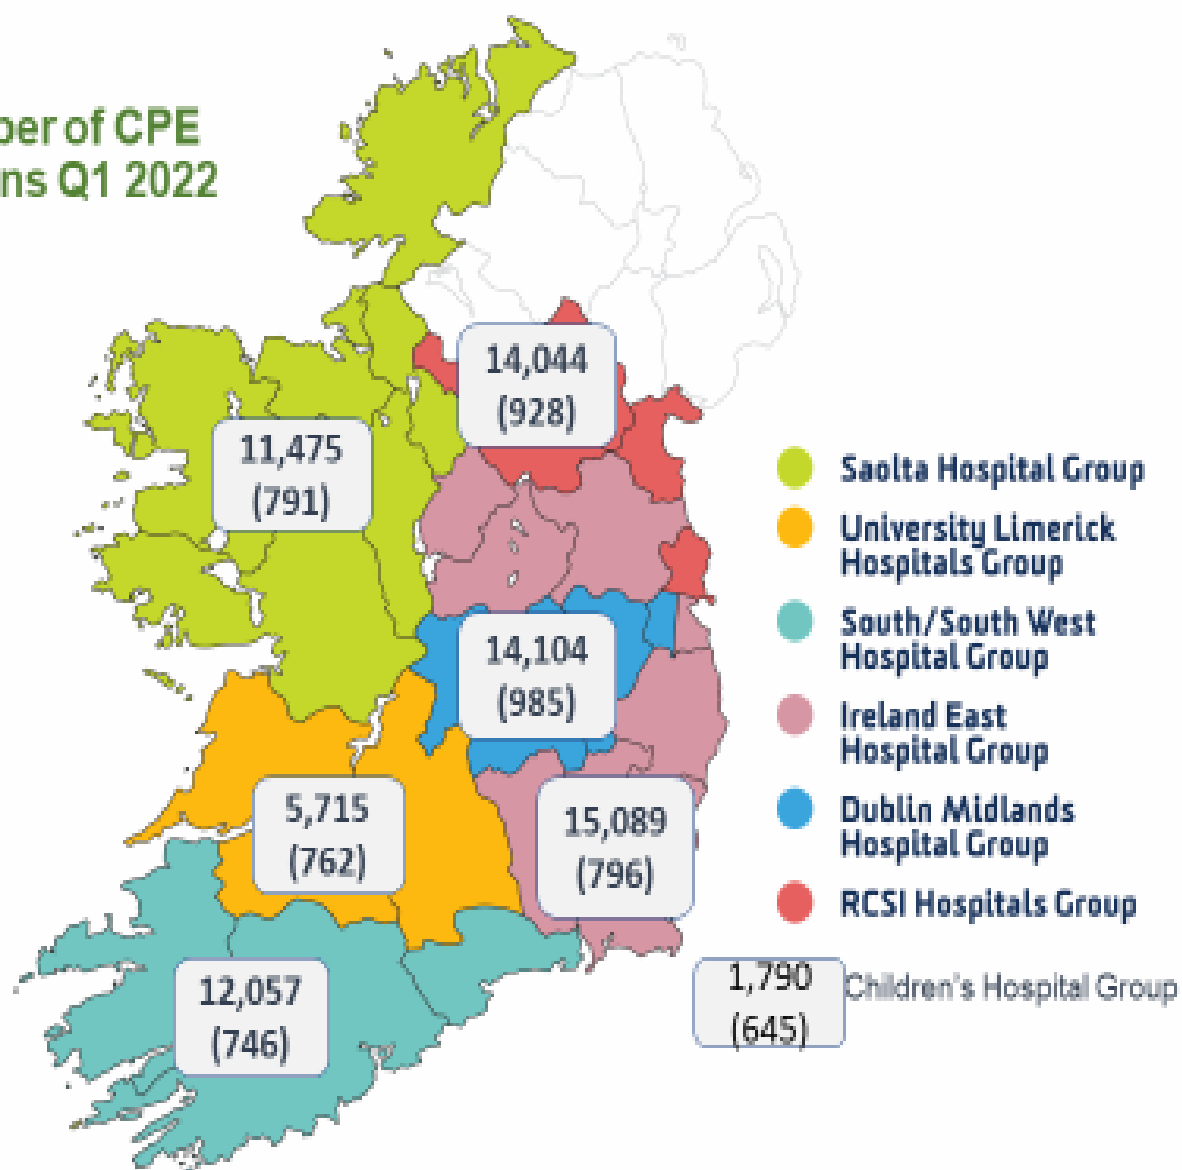 ber of CPE
ns Q1 2022
14,044
(928)
11,475
(791)
14,104
(985)
5,715
(762)
15,089
(796)
12,057
(746)
Saolta Hospital Group
University Limerick
Hospitals Group
South/South West
Hospital Group
Ireland East
Hospital Group
Dublin Midlands
Hospital Group
RCSI Hospitals Group
1,790
(645)
Children's Hospital Group